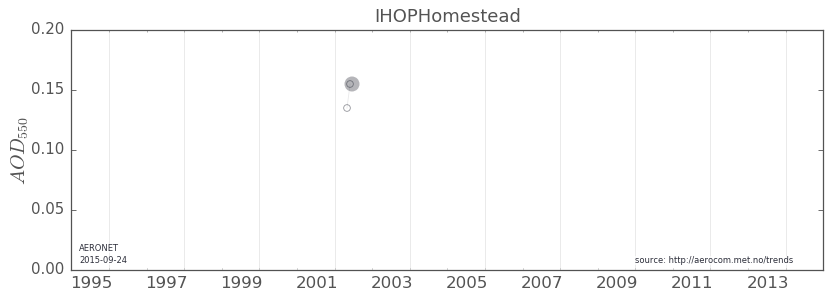 IHOPHomestead
0.20
0.15
0.10
0.05
0.00
AOD550
AERONET
2015-09-24
source: http://aerocom.met.no/trends
1995 1997 1999 2001 2003 2005 2007 2009 2011 2013